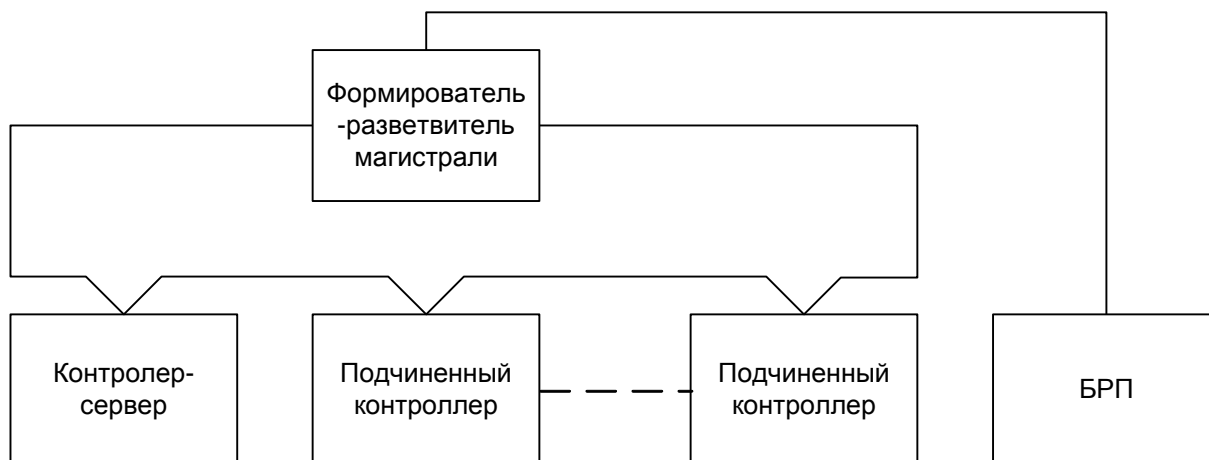 Формирователь
-разветвитель
магистрали
Контролер-
сервер
Подчиненный
контроллер
Подчиненный
контроллер
БРП